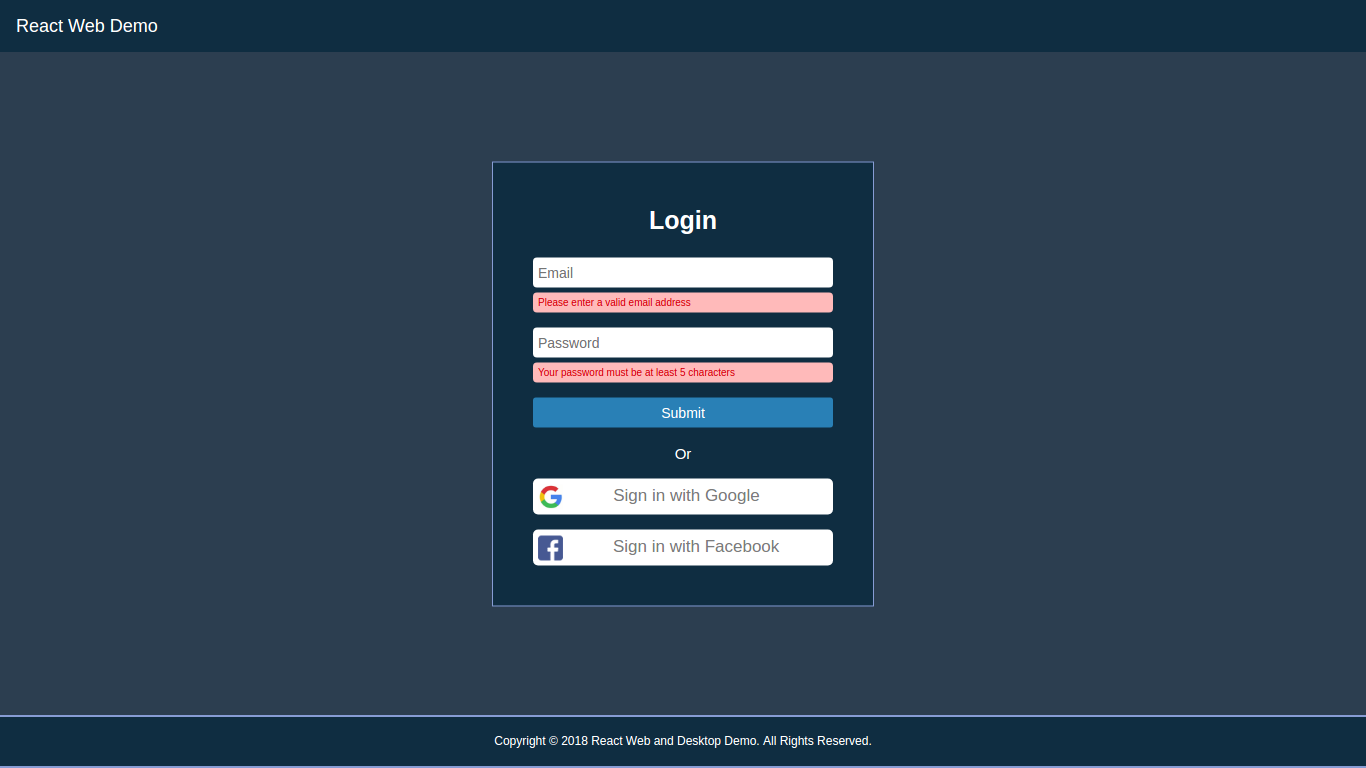 React Web Demo
Login
Email
Please enter a valid email address
Password
Your password must be at least 5 characters
Submit
Or
Sign in with Google
Sign in with Facebook
Copyright © 2018 React Web and Desktop Demo. All Rights Reserved.